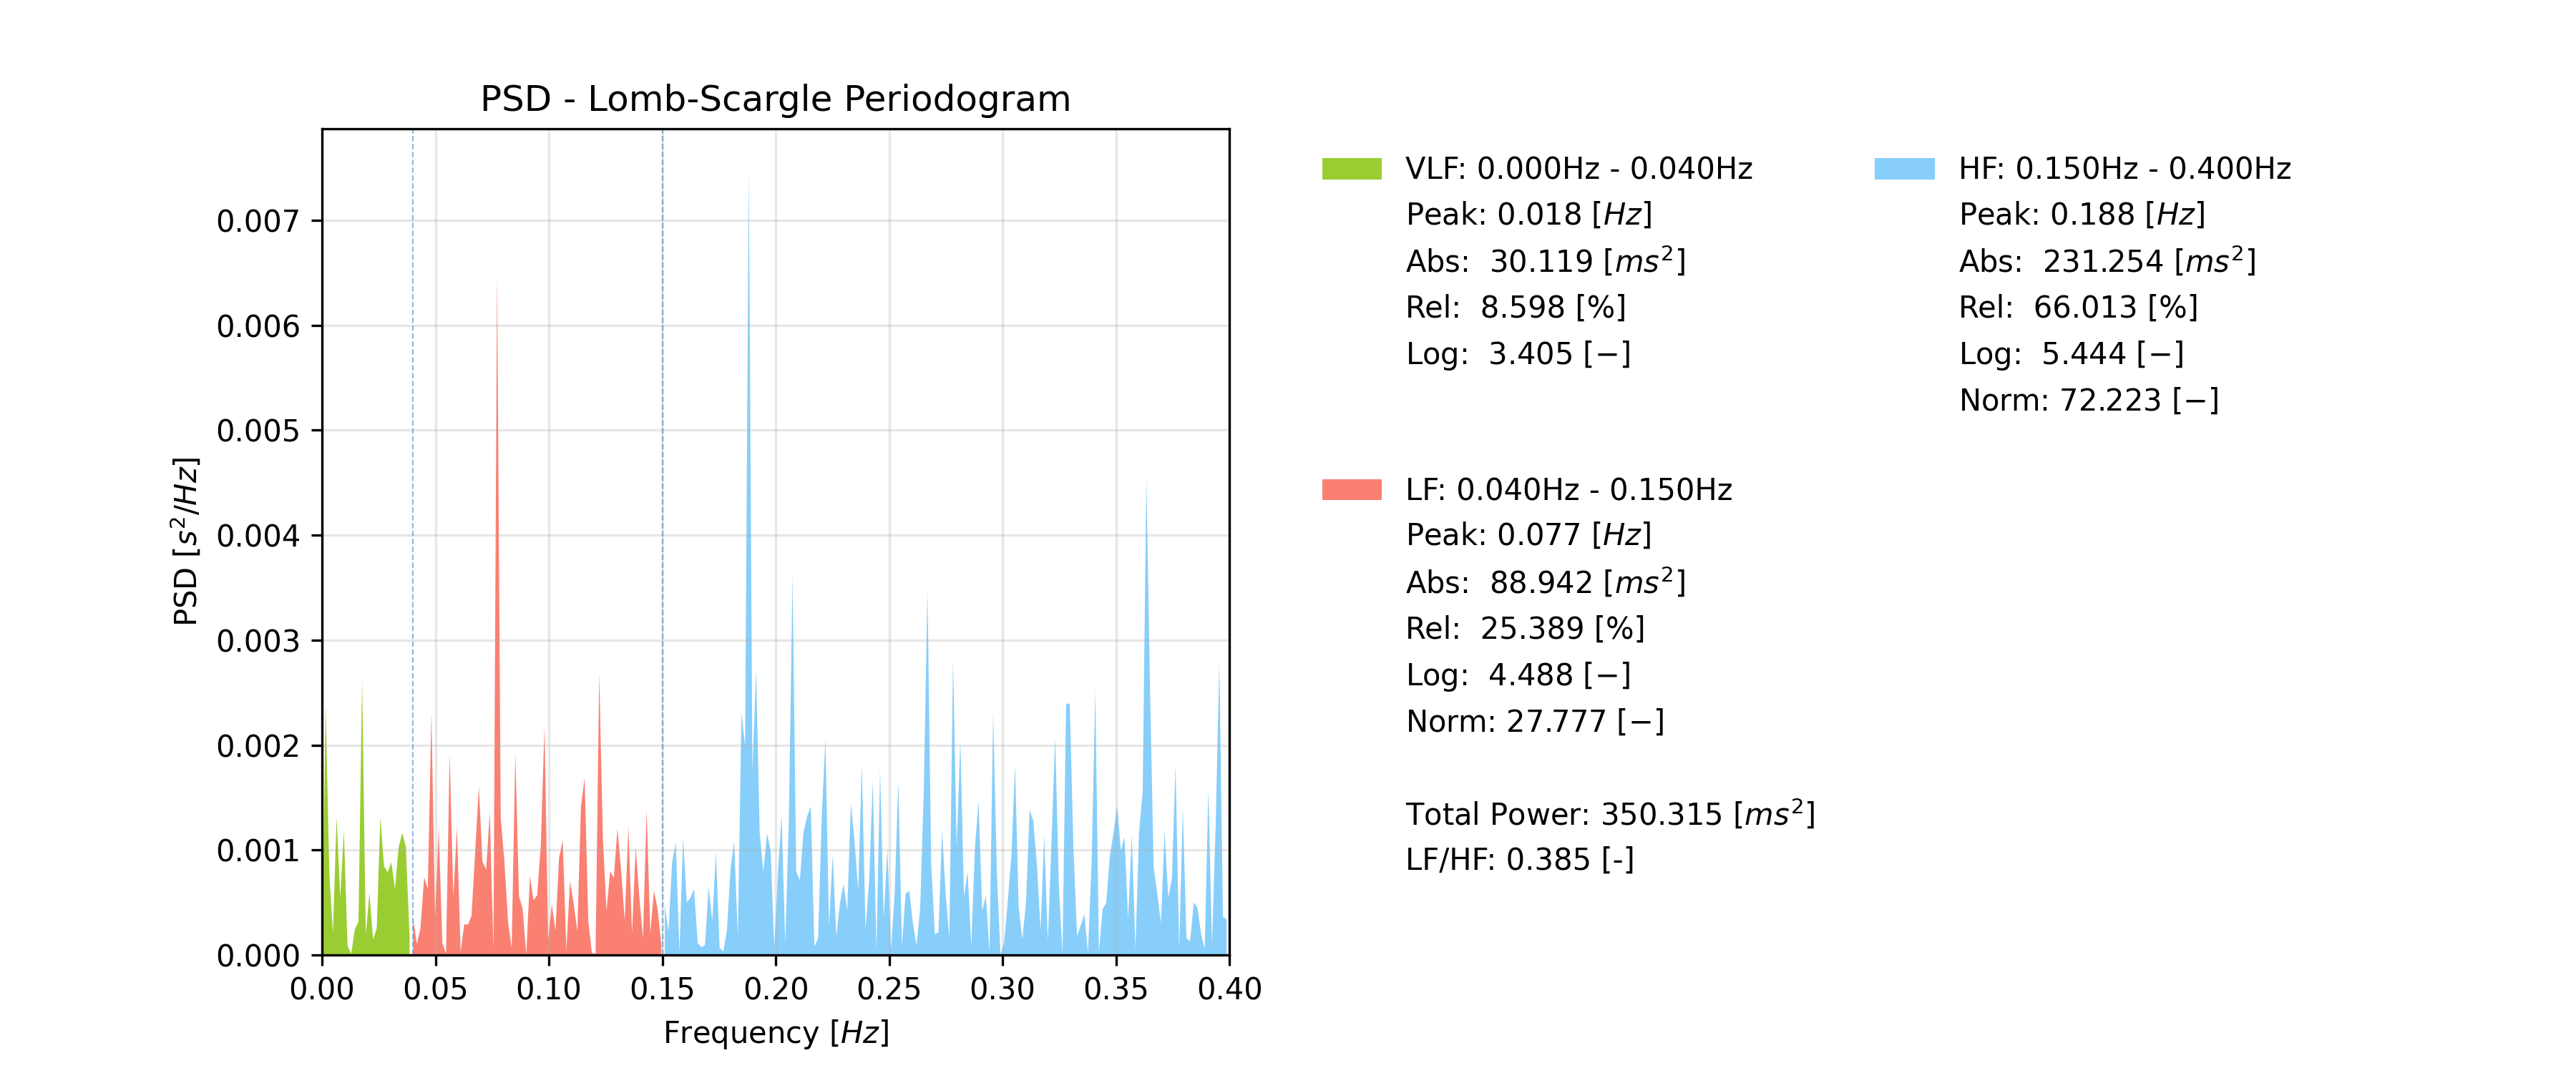 PSD - Lomb-Scargle Periodogram
PSD [s²/Hz]
0.007
0.006
0.005
0.004
0.003
0.002
0.001
0.000
0.00 0.05 0.10 0.15 0.20 0.25 0.30 0.35 0.40
Frequency [Hz]
VLF: 0.000Hz - 0.040Hz
Peak: 0.018 [Hz]
Abs: 30.119 [ms²]
Rel: 8.598 [%]
Log: 3.405 [−]
HF: 0.150Hz - 0.400Hz
Peak: 0.188 [Hz]
Abs: 231.254 [ms²]
Rel: 66.013 [%]
Log: 5.444 [−]
Norm: 72.223 [−]
LF: 0.040Hz - 0.150Hz
Peak: 0.077 [Hz]
Abs: 88.942 [ms²]
Rel: 25.389 [%]
Log: 4.488 [−]
Norm: 27.777 [−]
Total Power: 350.315 [ms²]
LF/HF: 0.385 [-]